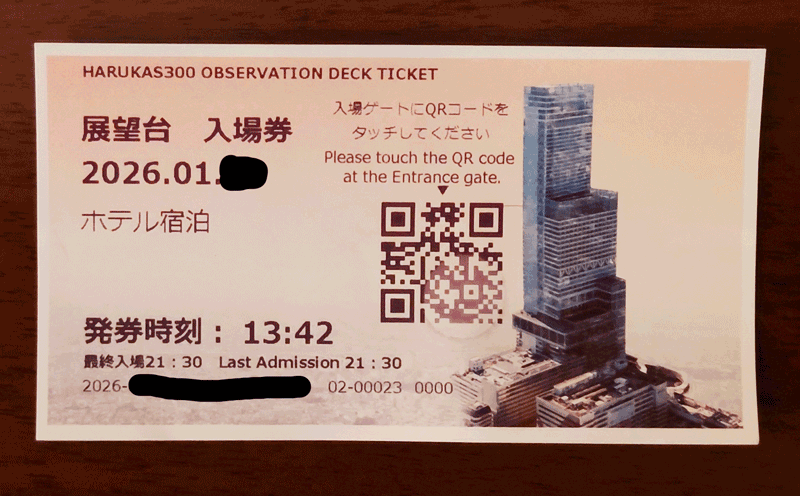 HARUKAS300 OBSERVATION DECK TICKET
展望台 入場券
2026.01.
ホテル宿泊
入場ゲートにQRコードを
タッチしてください
Please touch the QR code
at the Entrance gate.
発券時刻： 13:42
最終入場21：30 Last Admission 21：30
2026- 02-00023 0000